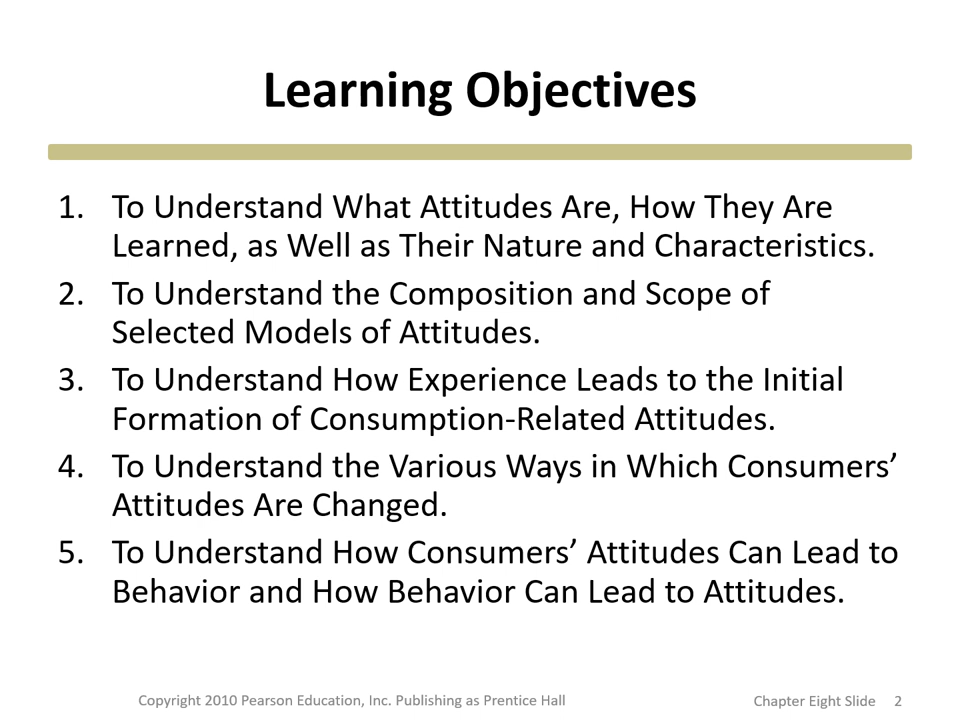 Learning Objectives
1. To Understand What Attitudes Are, How They Are
Learned, as Well as Their Nature and Characteristics.
2. To Understand the Composition and Scope of
Selected Models of Attitudes.
3. To Understand How Experience Leads to the Initial
Formation of Consumption-Related Attitudes.
4. To Understand the Various Ways in Which Consumers’
Attitudes Are Changed.
5. To Understand How Consumers’ Attitudes Can Lead to
Behavior and How Behavior Can Lead to Attitudes.
Copyright 2010 Pearson Education, Inc. Publishing as Prentice Hall
Chapter Eight Slide 2